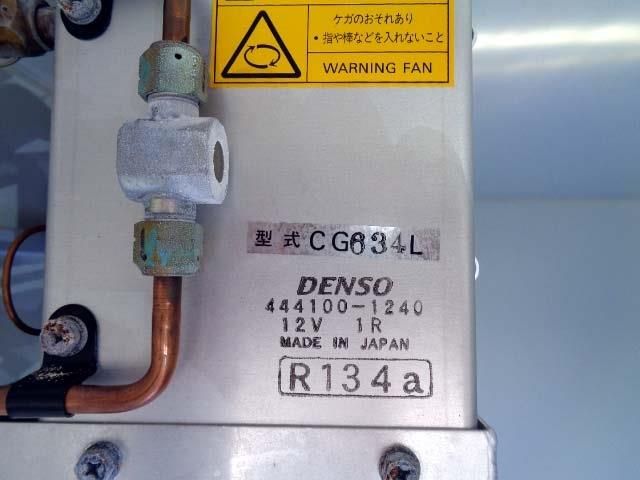 ケガのおそれあり
・指や棒などを入れないこと
WARNING FAN
型式 CG634L
DENSO
444100-1240
12V 1R
MADE IN JAPAN
R134a